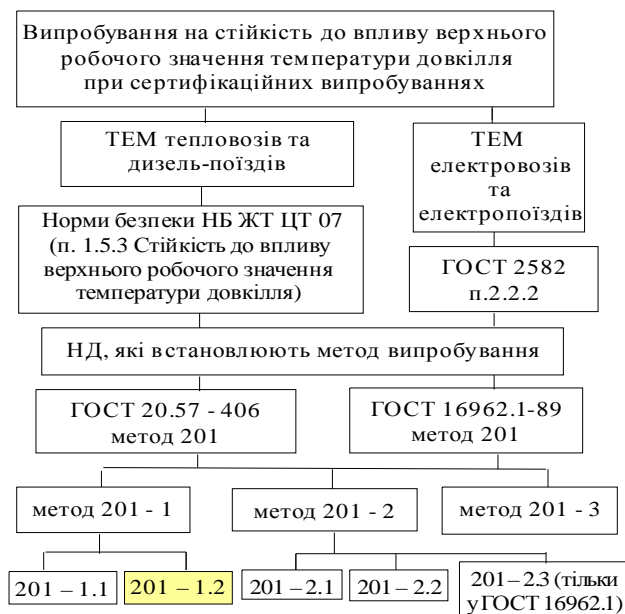 Випробування на стійкість до впливу верхнього
робочого значення температури довкілля
при сертифікаційних випробуваннях
ТЕМ тепловозів та
дизель-поїздів
ТЕМ
електровозів
та
електропоїздів
Норми безпеки НБ ЖТ ЦТ 07
(п. 1.5.3 Стійкість до впливу
верхнього робочого значення
температури довкілля)
ГОСТ 2582
п.2.2.2
НД, які встановлюють метод випробування
ГОСТ 20.57 - 406
метод 201
ГОСТ 16962.1-89
метод 201
метод 201 - 1
метод 201 - 2
метод 201 - 3
201 – 1.1
201 – 1.2
201 – 2.1
201 – 2.2
201 – 2.3 (тільки
у ГОСТ 16962.1)